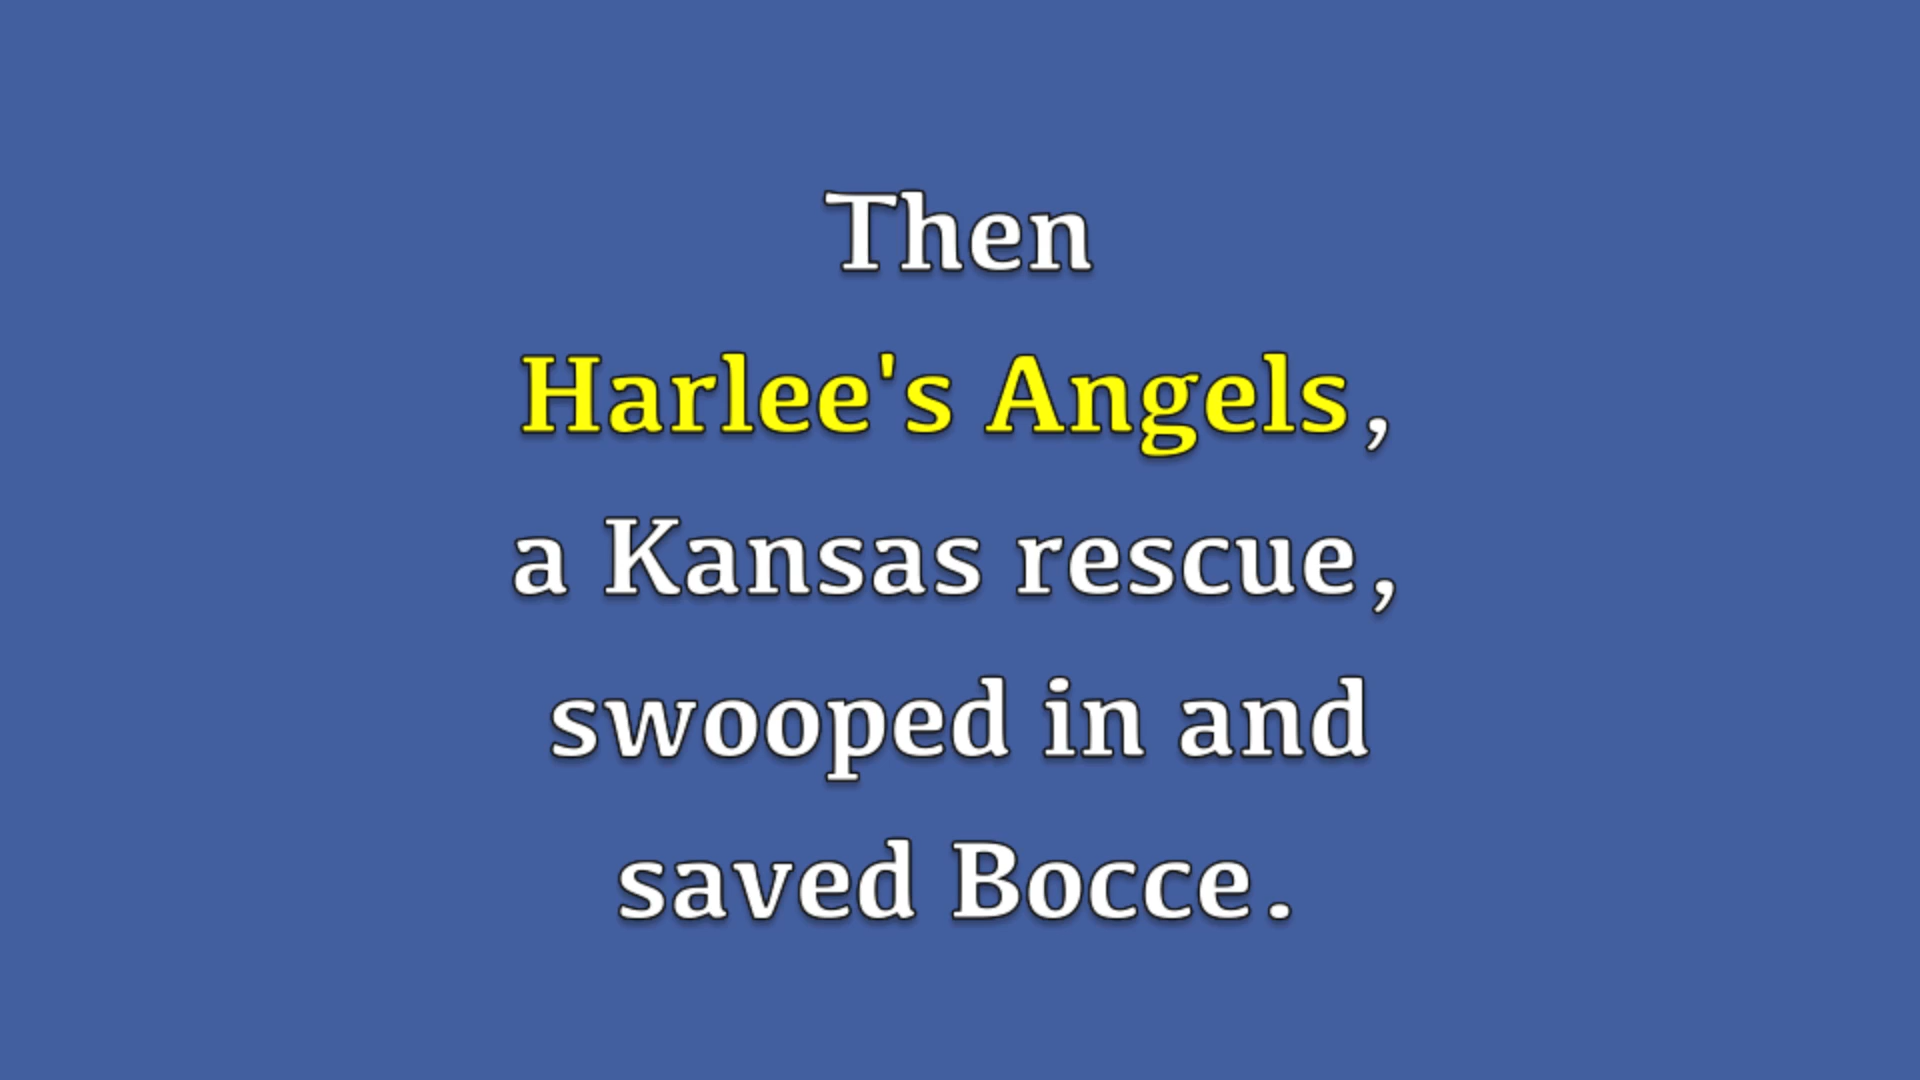 Then
Harlee's Angels,
a Kansas rescue,
swooped in and
saved Bocce.